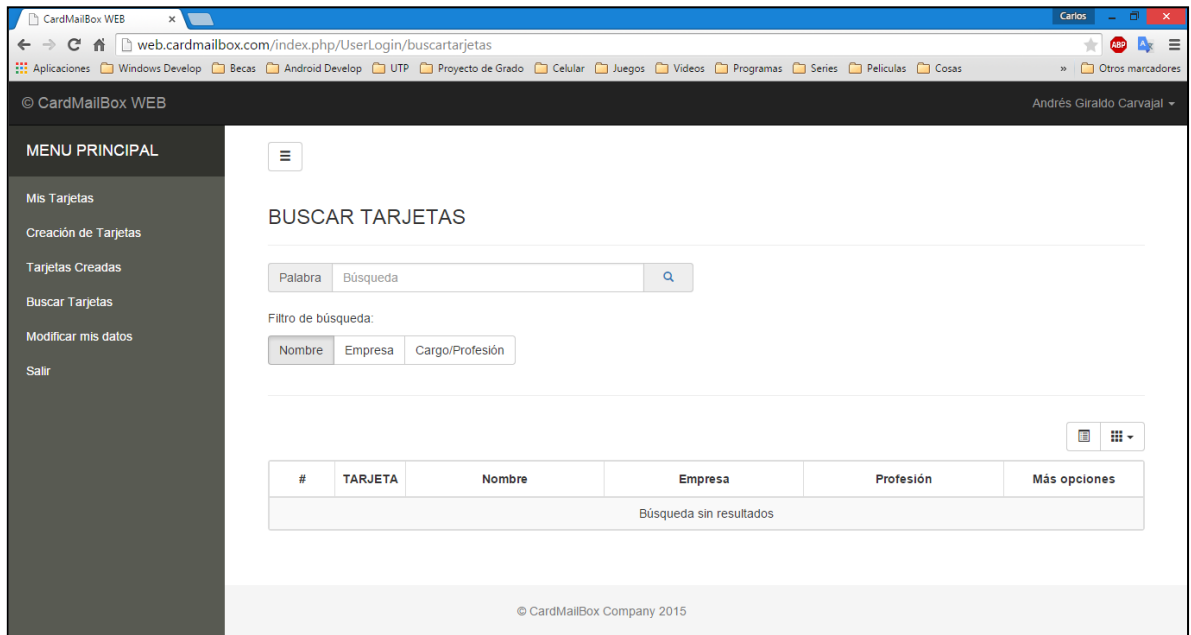 CardMailBox WEB
Carlos
web.cardmailbox.com/index.php/UserLogin/buscartarjetas
ABP
Aplicaciones Windows Develop Becas Android Develop UTP Proyecto de Grado Celular Juegos Videos Programas Series Peliculas Cosas » Otros marcadores
© CardMailBox WEB
Andrés Giraldo Carvajal
MENU PRINCIPAL
Mis Tarjetas
Creación de Tarjetas
Tarjetas Creadas
Buscar Tarjetas
Modificar mis datos
Salir
BUSCAR TARJETAS
Palabra Búsqueda
Filtro de búsqueda:
Nombre Empresa Cargo/Profesión
# TARJETA Nombre Empresa Profesión Más opciones
Búsqueda sin resultados
© CardMailBox Company 2015